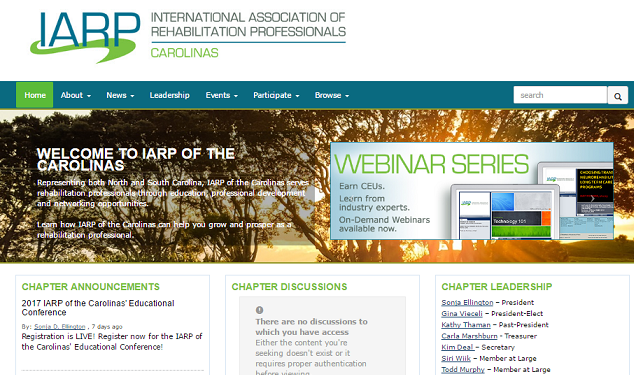 IARP
INTERNATIONAL ASSOCIATION OF
REHABILITATION PROFESSIONALS
CAROLINAS
Home About News Leadership Events Participate Browse
search
WELCOME TO IARP OF THE
CAROLINAS
Representing both North and South Carolina, IARP of the Carolinas serves
rehabilitation professionals through education, professional development
and networking opportunities.
Learn how IARP of the Carolinas can help you grow and prosper as a
rehabilitation professional.
WEBINAR SERIES
Earn CEUs.
Learn from
industry experts.
On-Demand Webinars
available now.
Technology 101
CHAPTER ANNOUNCEMENTS
2017 IARP of the Carolinas' Educational
Conference
By: Sonja D. Ellington , 7 days ago
Registration is LIVE! Register now for the IARP of
the Carolinas' Educational Conference!
CHAPTER DISCUSSIONS
There are no discussions to
which you have access
Either the content you're
seeking doesn't exist or it
requires proper authentication
before viewing.
CHAPTER LEADERSHIP
Sonja Ellington – President
Gina Vieceli – President-Elect
Kathy Thaman – Past-President
Carla Marshburn - Treasurer
Kim Deal – Secretary
Siri Wiik – Member at Large
Todd Murphy – Member at Large